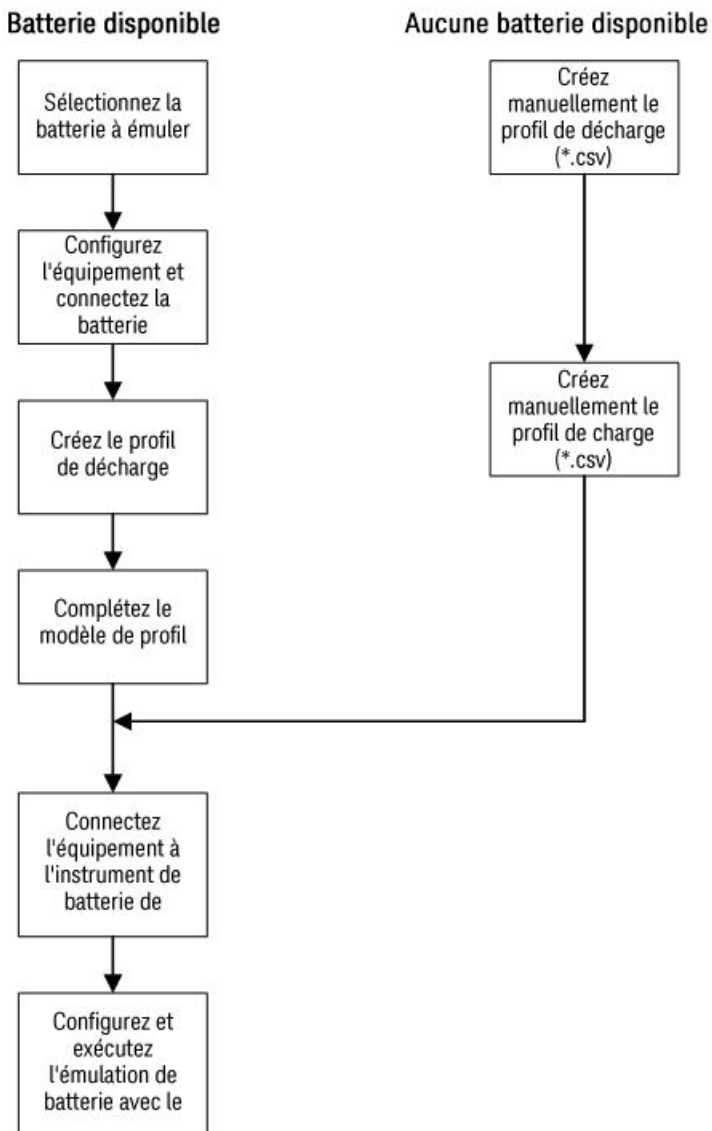 Batterie disponible
Aucune batterie disponible
Sélectionnez la
batterie à émuler
Configurez
l'équipement et
connectez la
batterie
Créez le profil
de décharge
Complétez le
modèle de profil
Créez
manuellement le
profil de décharge
(*.csv)
Créez
manuellement le
profil de charge
(*.csv)
Connectez
l'équipement à
l'instrument de
batterie de
Configurez et
exécutez
l'émulation de
batterie avec le